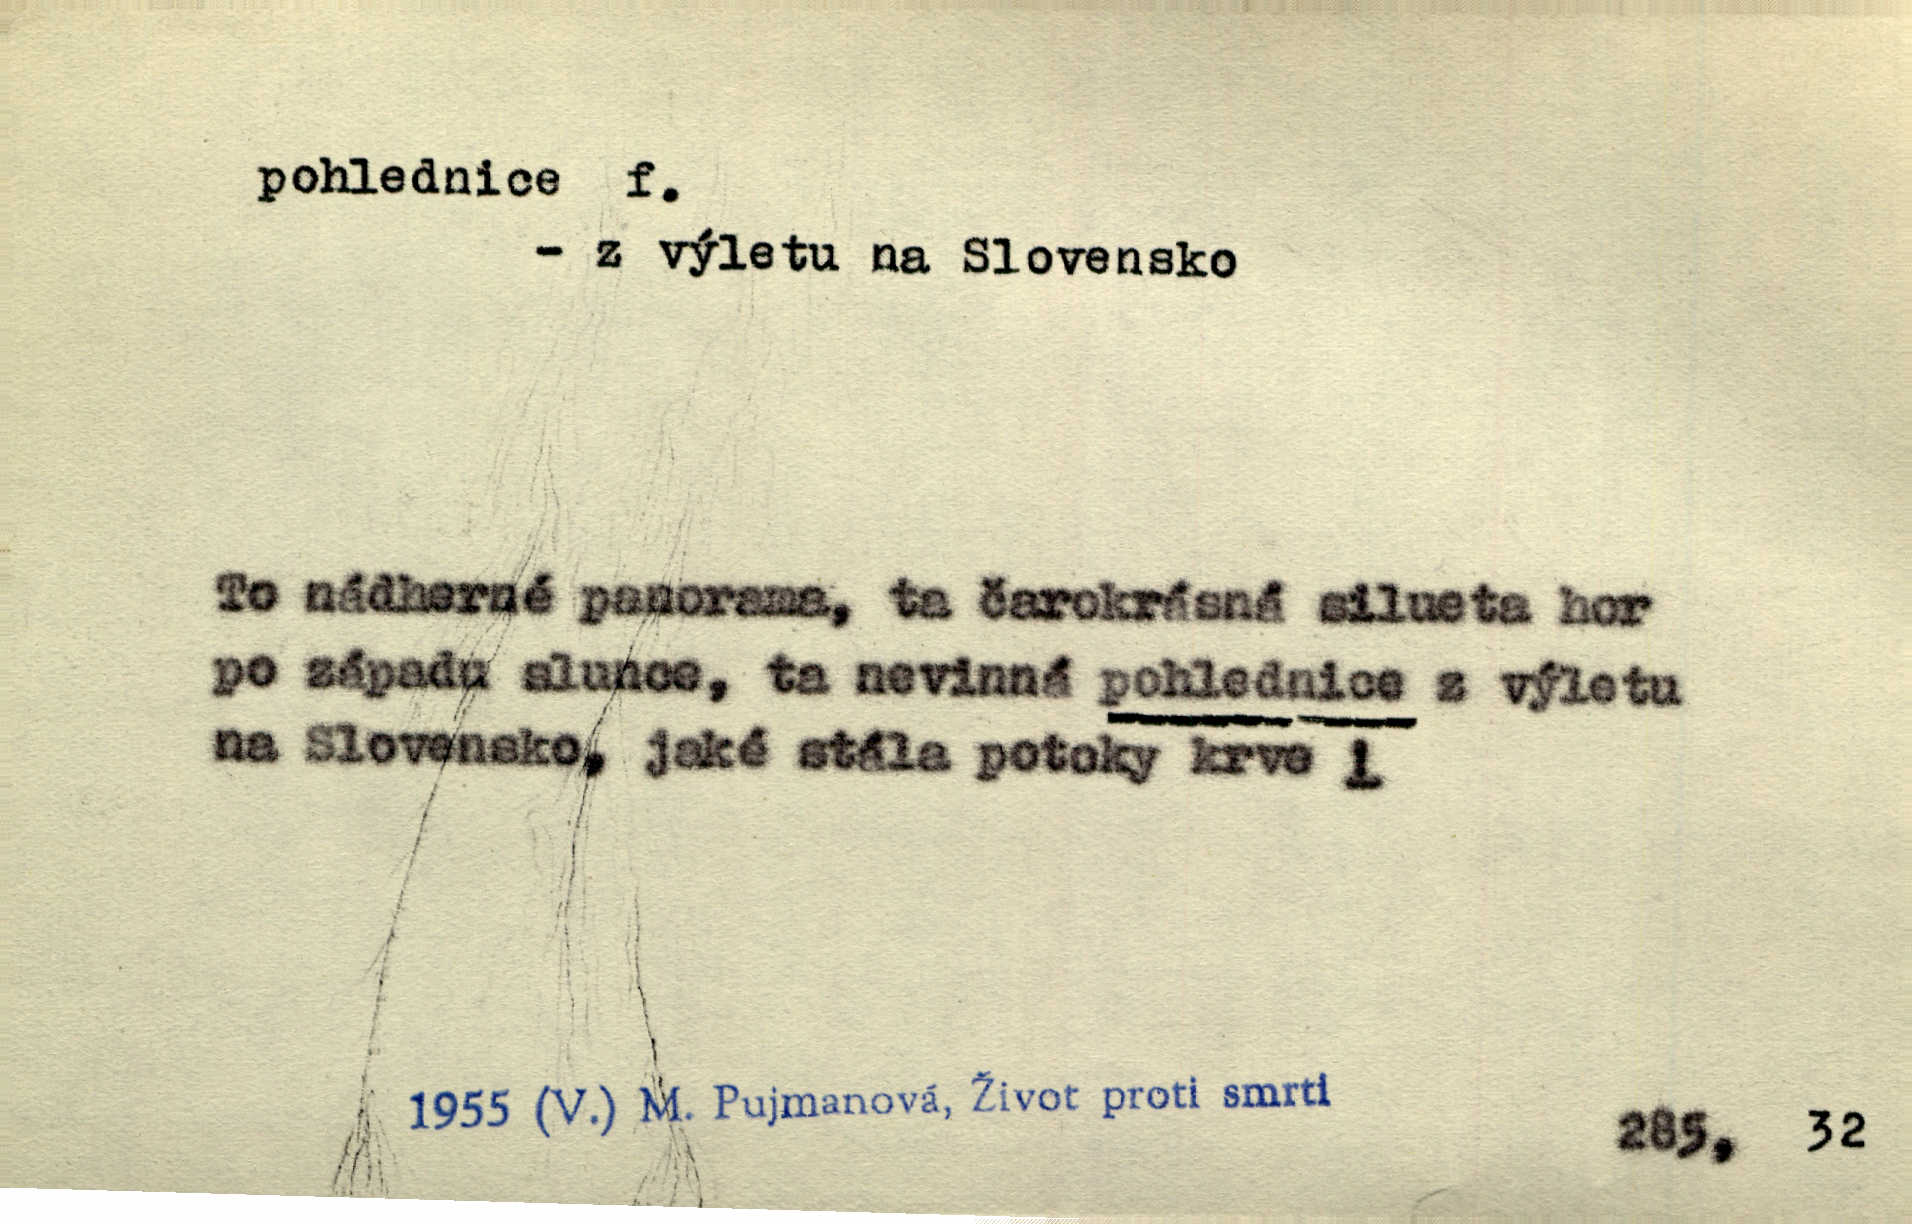 pohlednice f.
- z výletu na Slovensko
To nádherné panorama, ta čarokrásná silueta hor
po západu slunce, ta nevinná pohlednice z výletu
na Slovensko, jaké stála potoky krve !
1955 (V.) M. Pujmanová, Život proti smrti
285, 32